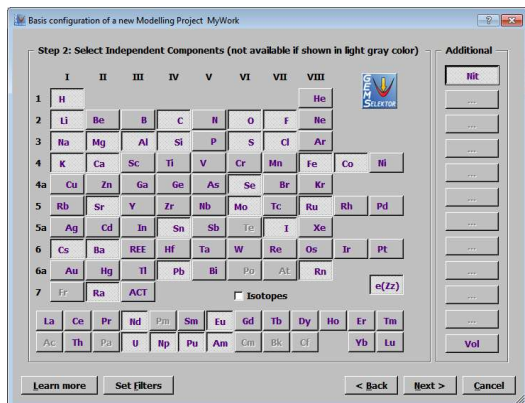 Basis configuration of a new Modelling Project MyWork
Step 2: Select Independent Components (not available if shown in light gray color)
Additional
I II III IV V VI VII VIII
GEMS SELEKTOR
Nit
1 H He
...
2 Li Be B C N O F Ne
...
3 Na Mg Al Si P S Cl Ar
...
4 K Ca Sc Ti V Cr Mn Fe Co Ni
...
4a Cu Zn Ga Ge As Se Br Kr
...
5 Rb Sr Y Zr Nb Mo Tc Ru Rh Pd
...
5a Ag Cd In Sn Sb Te I Xe
...
6 Cs Ba REE Hf Ta W Re Os Ir Pt
...
6a Au Hg Tl Pb Bi Po At Rn
...
7 Fr Ra ACT Isotopes e(Zz)
...
La Ce Pr Nd Pm Sm Eu Gd Tb Dy Ho Er Tm
...
Ac Th Pa U Np Pu Am Cm Bk Cf Yb Lu
Vol
Learn more Set Filters < Back Next > Cancel